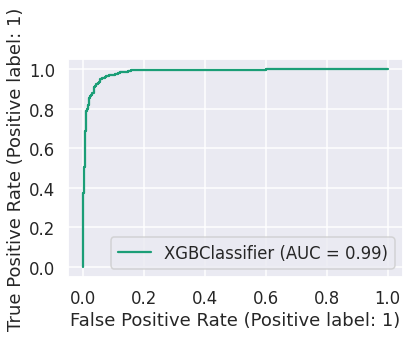 True Positive Rate (Positive label: 1)
1.0
0.8
0.6
0.4
0.2
0.0
XGBClassifier (AUC = 0.99)
0.0 0.2 0.4 0.6 0.8 1.0
False Positive Rate (Positive label: 1)